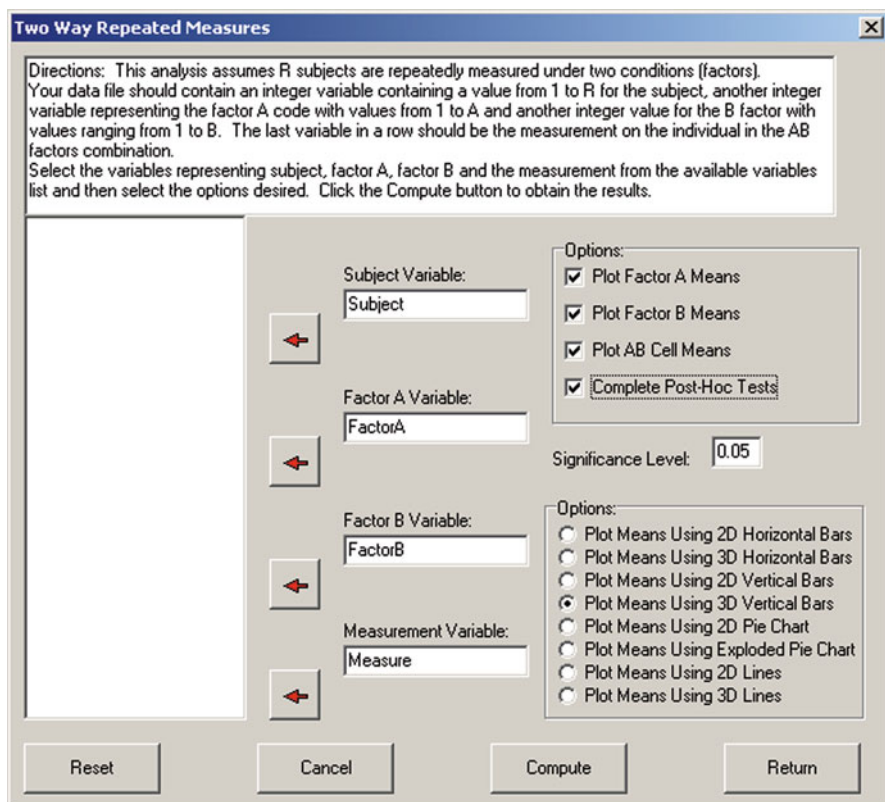 Two Way Repeated Measures
Directions: This analysis assumes R subjects are repeatedly measured under two conditions (factors).
Your data file should contain an integer variable containing a value from 1 to R for the subject, another integer
variable representing the factor A code with values from 1 to A and another integer value for the B factor with
values ranging from 1 to B. The last variable in a row should be the measurement on the individual in the AB
factors combination.
Select the variables representing subject, factor A, factor B and the measurement from the available variables
list and then select the options desired. Click the Compute button to obtain the results.
Subject Variable:
Subject
Factor A Variable:
FactorA
Factor B Variable:
FactorB
Measurement Variable:
Measure
Options:
Plot Factor A Means
Plot Factor B Means
Plot AB Cell Means
Complete Post-Hoc Tests
Significance Level: 0.05
Options:
Plot Means Using 2D Horizontal Bars
Plot Means Using 3D Horizontal Bars
Plot Means Using 2D Vertical Bars
Plot Means Using 3D Vertical Bars
Plot Means Using 2D Pie Chart
Plot Means Using Exploded Pie Chart
Plot Means Using 2D Lines
Plot Means Using 3D Lines
Reset
Cancel
Compute
Return